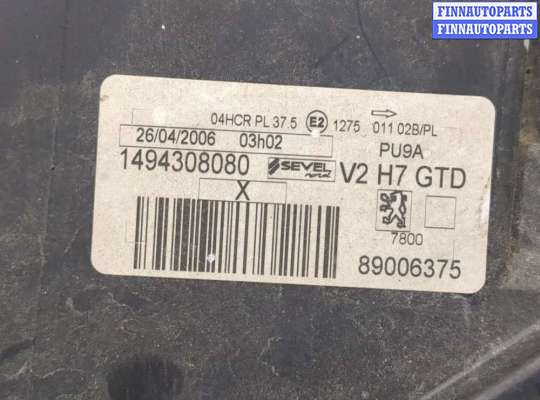 FINNAUTOPARTS
FINNAUTOPARTS
04HCR PL 37.5 E2 1275 011 02B/PL
26/04/2006 03h02 PU9A
1494308080 SEVEL nord V2 H7 GTD
X
7800
89006375